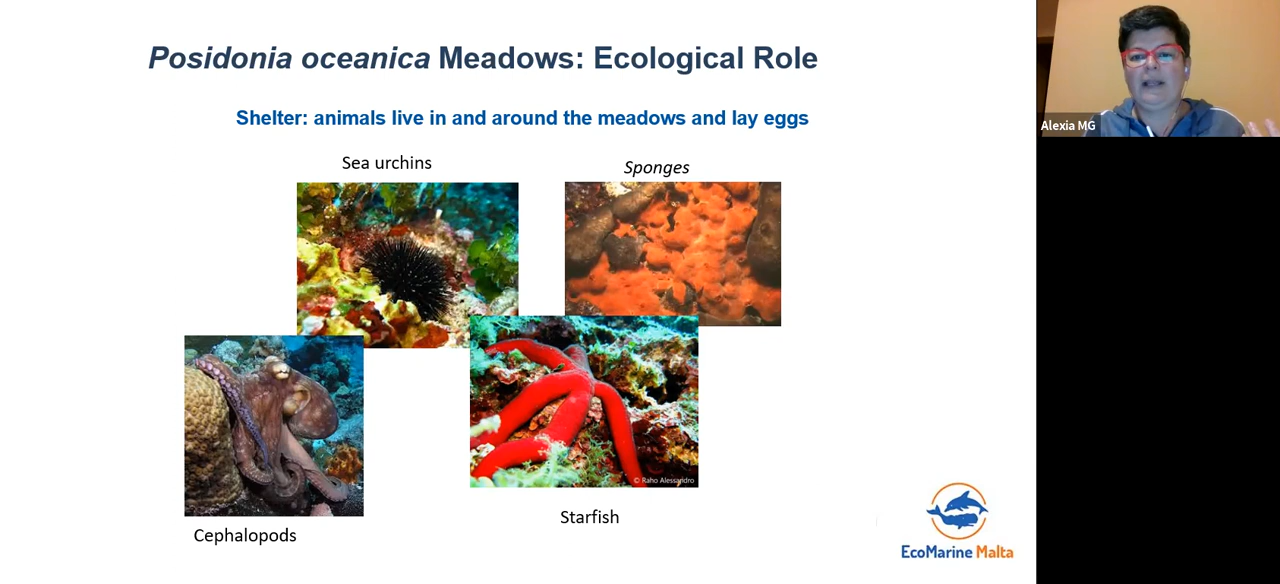 Posidonia oceanica Meadows: Ecological Role
Shelter: animals live in and around the meadows and lay eggs
Sea urchins
Sponges
Cephalopods
Starfish
© Raho Alessandro
EcoMarine Malta
Alexia MG